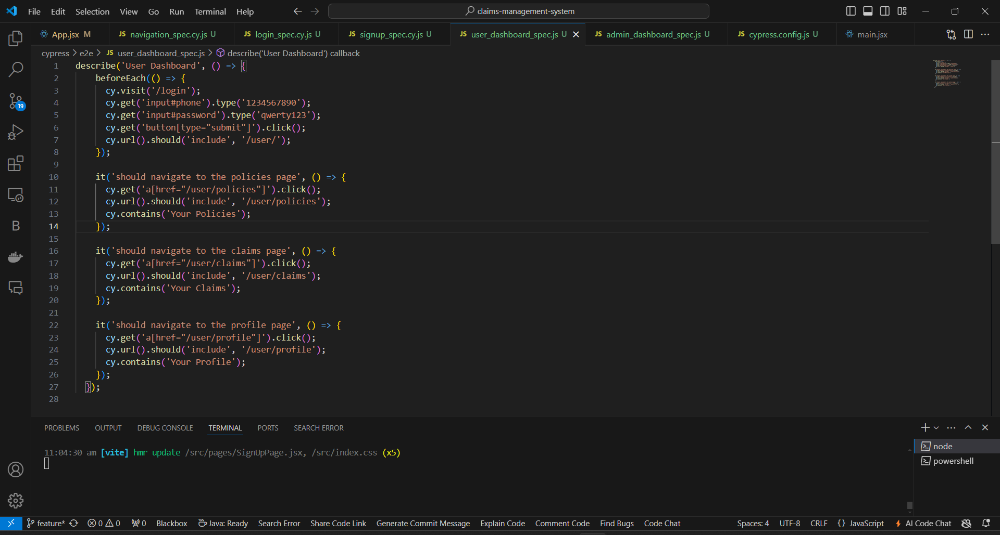 File Edit Selection View Go Run Terminal Help
claims-management-system
App.jsx M
JS navigation_spec.cy.js U
JS login_spec.cy.js U
JS signup_spec.cy.js U
JS user_dashboard_spec.js U
JS admin_dashboard_spec.js U
JS cypress.config.js U
main.jsx
cypress > e2e > JS user_dashboard_spec.js > describe('User Dashboard') callback
1 describe('User Dashboard', () => {
2 beforeEach(() => {
3 cy.visit('/login');
4 cy.get('input#phone').type('1234567890');
5 cy.get('input#password').type('qwerty123');
6 cy.get('button[type="submit"]').click();
7 cy.url().should('include', '/user/');
8 });
9
10 it('should navigate to the policies page', () => {
11 cy.get('a[href="/user/policies"]').click();
12 cy.url().should('include', '/user/policies');
13 cy.contains('Your Policies');
14 });
15
16 it('should navigate to the claims page', () => {
17 cy.get('a[href="/user/claims"]').click();
18 cy.url().should('include', '/user/claims');
19 cy.contains('Your Claims');
20 });
21
22 it('should navigate to the profile page', () => {
23 cy.get('a[href="/user/profile"]').click();
24 cy.url().should('include', '/user/profile');
25 cy.contains('Your Profile');
26 });
27 });
28
19
B
PROBLEMS OUTPUT DEBUG CONSOLE TERMINAL PORTS SEARCH ERROR
11:04:30 am [vite] hmr update /src/pages/SignUpPage.jsx, /src/index.css (x5)
node
powershell
feature* 0 0 0 Blackbox Java: Ready Search Error Share Code Link Generate Commit Message Explain Code Comment Code Find Bugs Code Chat Spaces: 4 UTF-8 CRLF {} JavaScript AI Code Chat